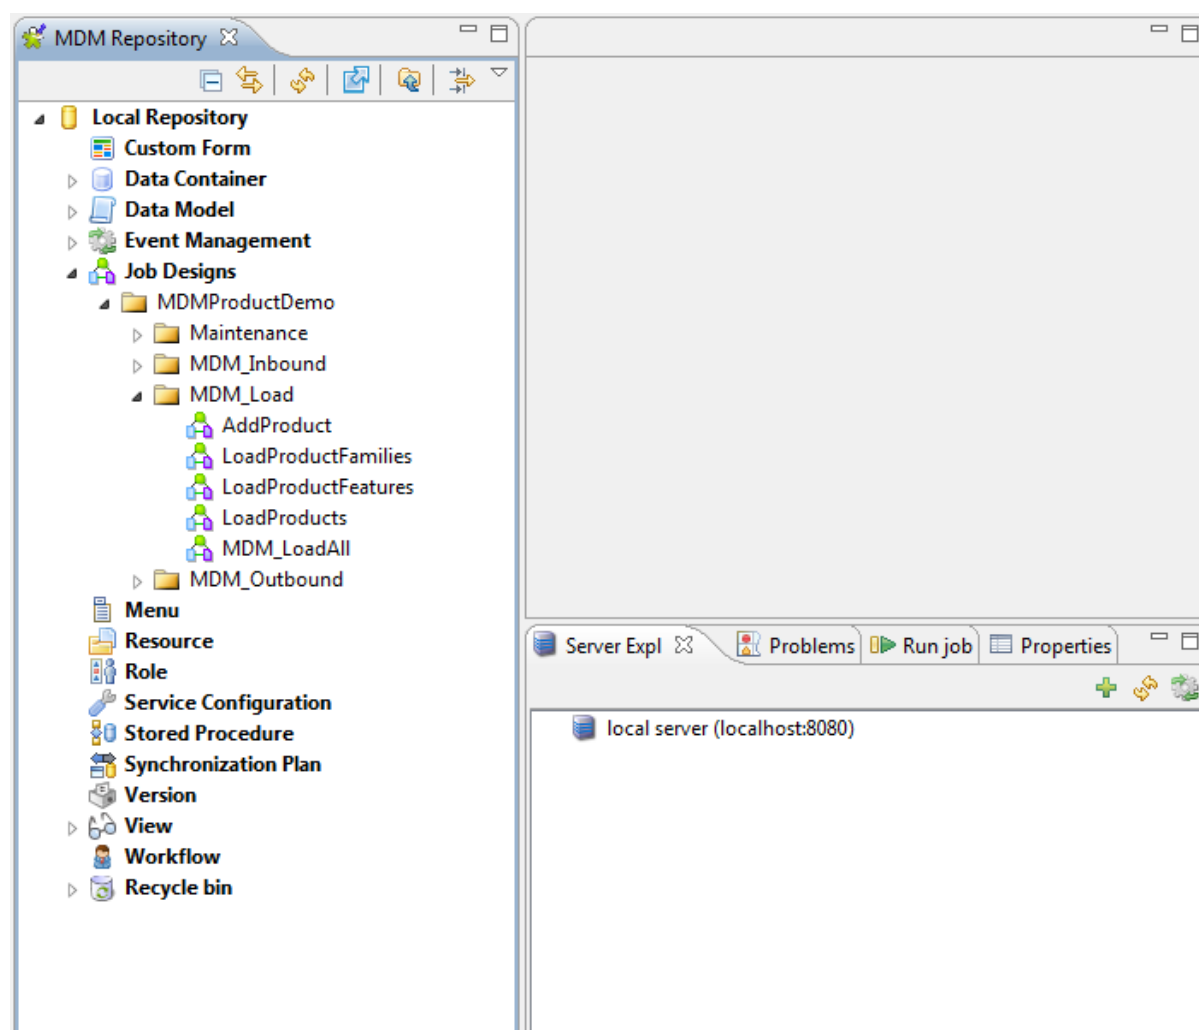 MDM Repository
Local Repository
Custom Form
Data Container
Data Model
Event Management
Job Designs
MDMProductDemo
Maintenance
MDM_Inbound
MDM_Load
AddProduct
LoadProductFamilies
LoadProductFeatures
LoadProducts
MDM_LoadAll
MDM_Outbound
Menu
Resource
Role
Service Configuration
Stored Procedure
Synchronization Plan
Version
View
Workflow
Recycle bin
Server Expl Problems Run job Properties
local server (localhost:8080)